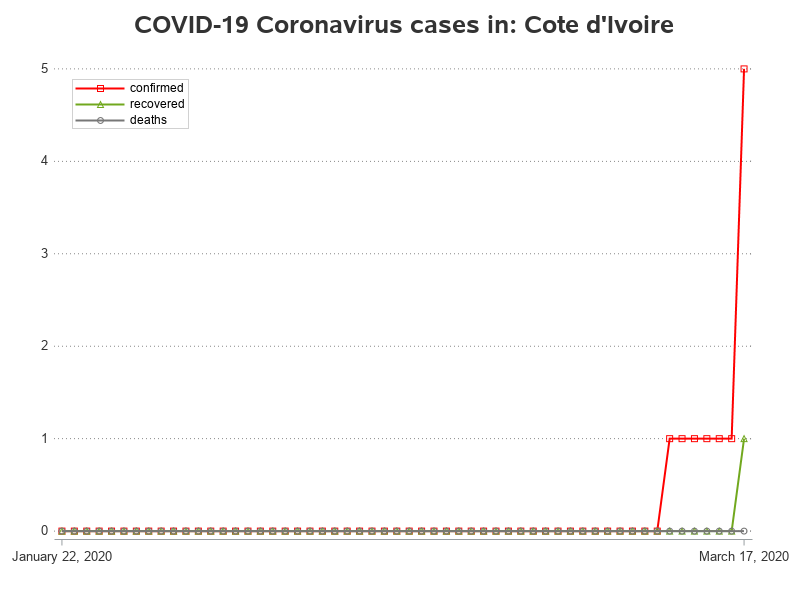 COVID-19 Coronavirus cases in: Cote d'Ivoire
5
confirmed
recovered
deaths
4
3
2
1
0
January 22, 2020
March 17, 2020